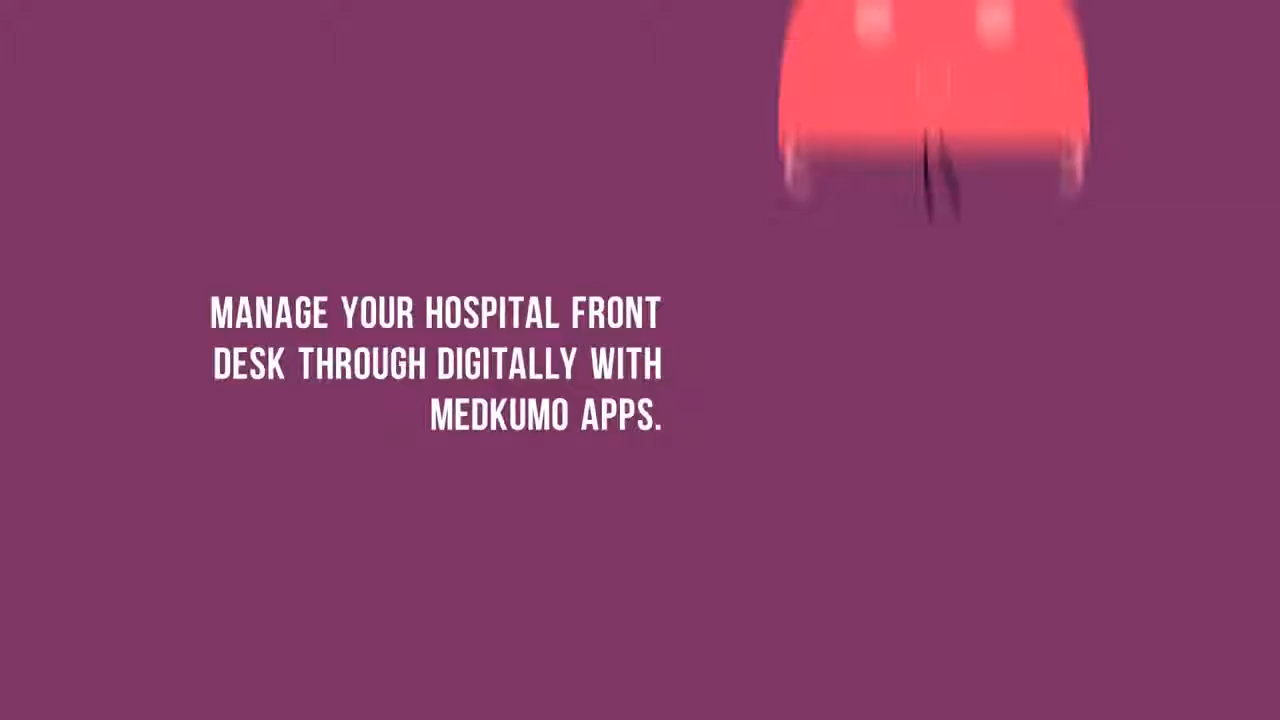 MANAGE YOUR HOSPITAL FRONT
DESK THROUGH DIGITALLY WITH
MEDKUMO APPS.